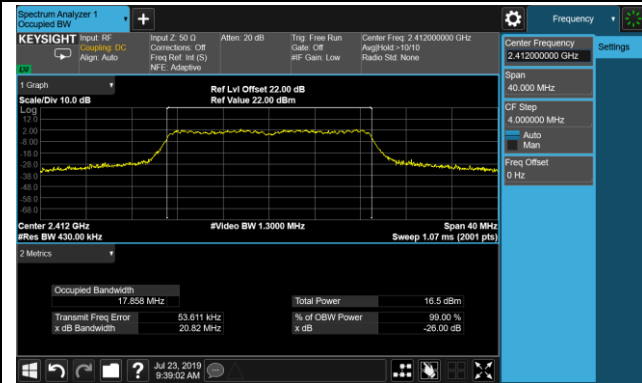 Spectrum Analyzer 1
Occupied BW
Frequency
KEYSIGHT
Input: RF
Coupling: DC
Align: Auto
Input Z: 50 Ω
Corrections: Off
Freq Ref: Int (S)
NFE: Adaptive
Atten: 20 dB
Trig: Free Run
Gate: Off
#IF Gain: Low
Center Freq: 2.412000000 GHz
Avg|Hold:>10/10
Radio Std: None
Center Frequency
2.412000000 GHz
Settings
Span
40.000 MHz
CF Step
4.000000 MHz
Auto
Man
Freq Offset
0 Hz
1 Graph
Scale/Div 10.0 dB
Ref Lvl Offset 22.00 dB
Ref Value 22.00 dBm
Log
12.0
2.00
-8.00
-18.0
-28.0
-38.0
-48.0
-58.0
-68.0
Center 2.412 GHz
#Video BW 1.3000 MHz
Span 40 MHz
#Res BW 430.00 kHz
Sweep 1.07 ms (2001 pts)
2 Metrics
Occupied Bandwidth
17.858 MHz
Total Power 16.5 dBm
Transmit Freq Error 53.611 kHz
% of OBW Power 99.00 %
x dB Bandwidth 20.82 MHz
x dB -26.00 dB
?
Jul 23, 2019
9:39:02 AM